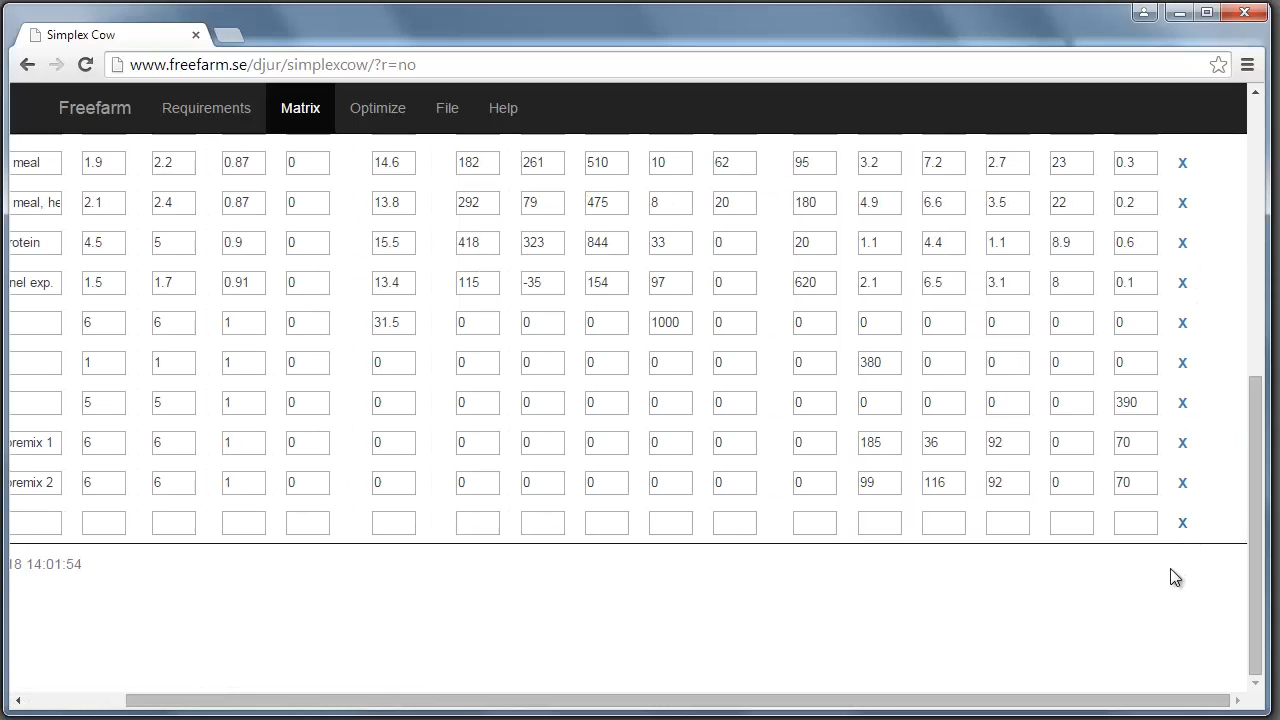 Simplex Cow
www.freefarm.se/djur/simplexcow/?r=no
Freefarm Requirements Matrix Optimize File Help
meal 1.9 2.2 0.87 0 14.6 182 261 510 10 62 95 3.2 7.2 2.7 23 0.3 X
meal, he 2.1 2.4 0.87 0 13.8 292 79 475 8 20 180 4.9 6.6 3.5 22 0.2 X
rotein 4.5 5 0.9 0 15.5 418 323 844 33 0 20 1.1 4.4 1.1 8.9 0.6 X
nel exp. 1.5 1.7 0.91 0 13.4 115 -35 154 97 0 620 2.1 6.5 3.1 8 0.1 X
6 6 1 0 31.5 0 0 0 1000 0 0 0 0 0 0 0 X
1 1 1 0 0 0 0 0 0 0 0 380 0 0 0 0 X
5 5 1 0 0 0 0 0 0 0 0 0 0 0 0 390 X
premix 1 6 6 1 0 0 0 0 0 0 0 0 185 36 92 0 70 X
premix 2 6 6 1 0 0 0 0 0 0 0 0 99 116 92 0 70 X
X
18 14:01:54